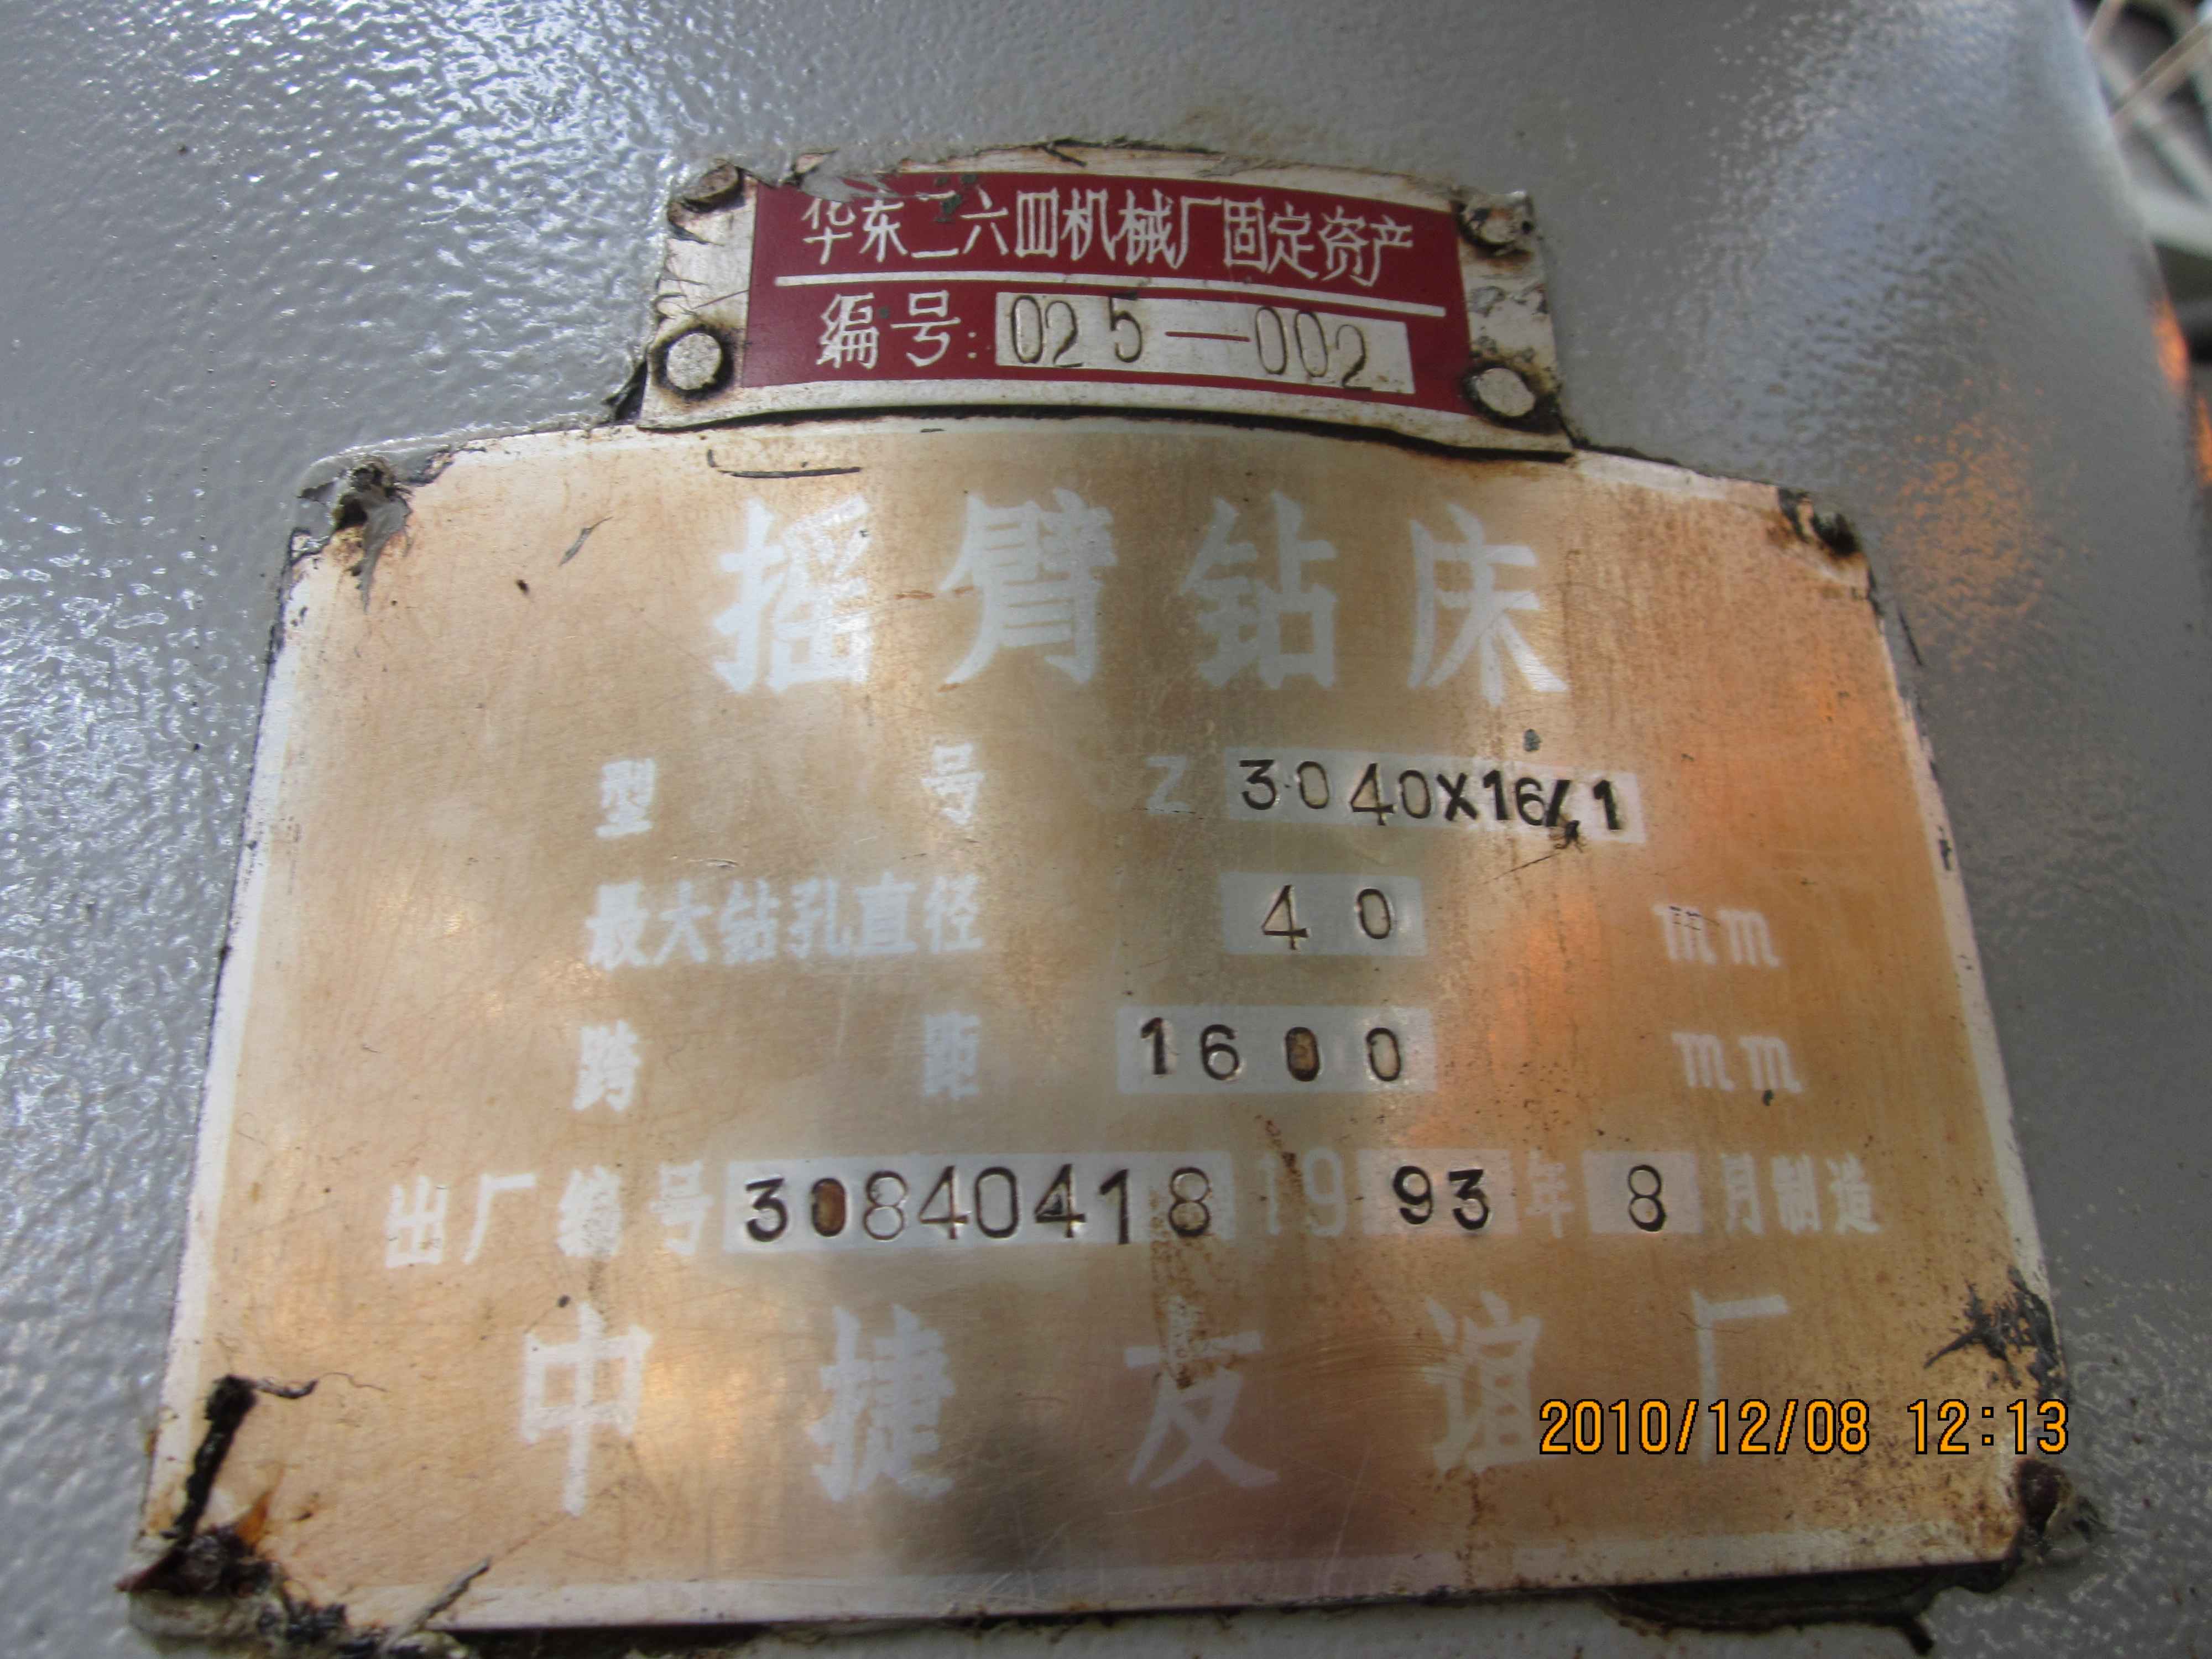 华东二六四机械厂固定资产
编号: 025—002
摇臂钻床
型号 Z 3040X16/1
最大钻孔直径 40 mm
跨距 1600 mm
出厂编号 30840418 1993年8月制造
中捷友谊厂
2010/12/08 12:13